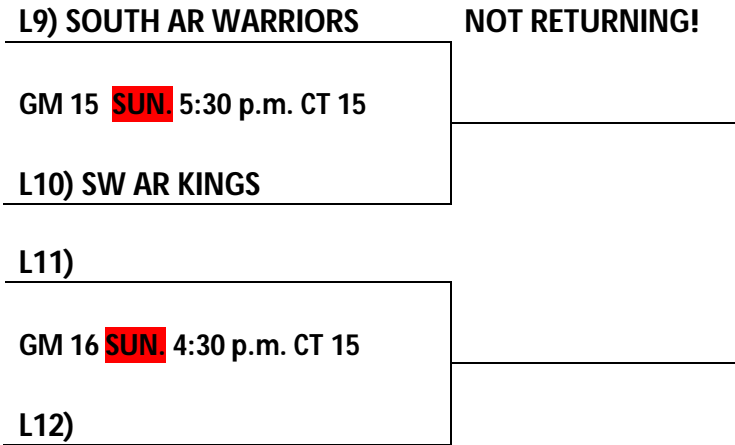 L9) SOUTH AR WARRIORS NOT RETURNING!
GM 15 SUN. 5:30 p.m. CT 15
L10) SW AR KINGS
L11)
GM 16 SUN. 4:30 p.m. CT 15
L12)